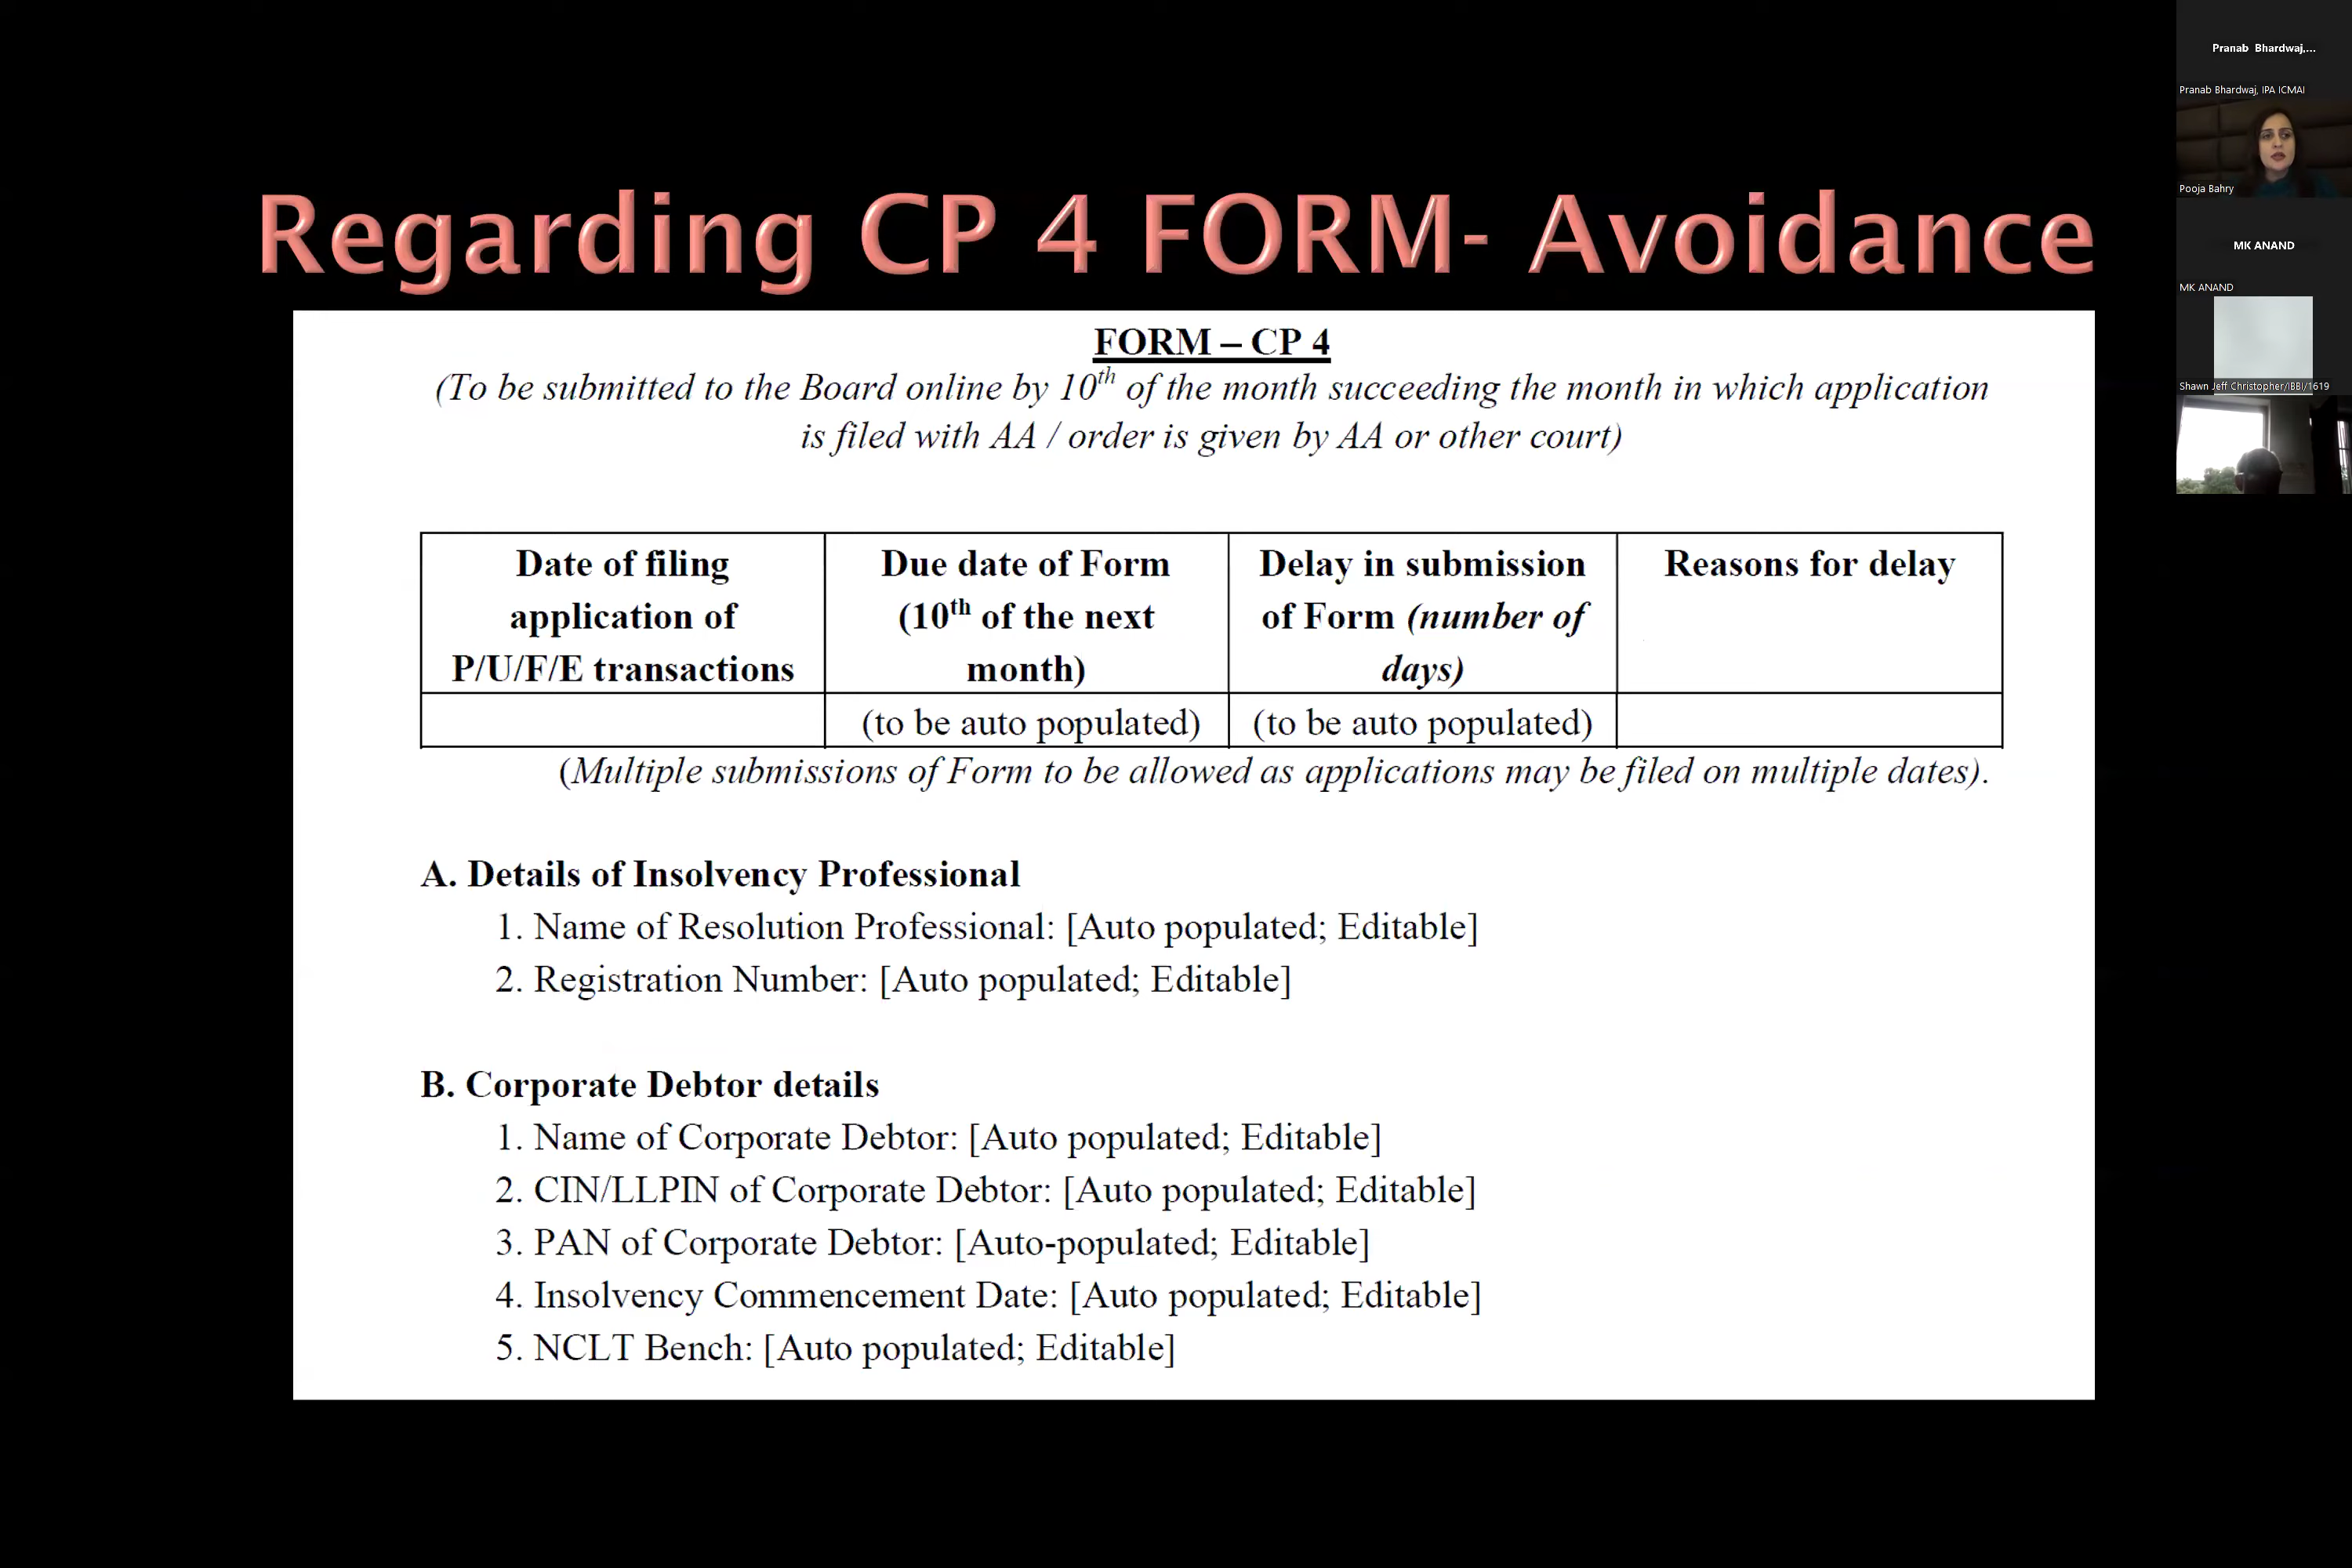 Regarding CP 4 FORM- Avoidance
FORM – CP 4
(To be submitted to the Board online by 10th of the month succeeding the month in which application
is filed with AA / order is given by AA or other court)
Date of filing application of P/U/F/E transactions
Due date of Form (10th of the next month)
Delay in submission of Form (number of days)
Reasons for delay
(to be auto populated)
(to be auto populated)
(Multiple submissions of Form to be allowed as applications may be filed on multiple dates).
A. Details of Insolvency Professional
1. Name of Resolution Professional: [Auto populated; Editable]
2. Registration Number: [Auto populated; Editable]
B. Corporate Debtor details
1. Name of Corporate Debtor: [Auto populated; Editable]
2. CIN/LLPIN of Corporate Debtor: [Auto populated; Editable]
3. PAN of Corporate Debtor: [Auto-populated; Editable]
4. Insolvency Commencement Date: [Auto populated; Editable]
5. NCLT Bench: [Auto populated; Editable]
Pranab Bhardwaj,...
Pranab Bhardwaj, IPA ICMAI
Pooja Bahry
MK ANAND
MK ANAND
Shawn Jeff Christopher/IBBI/1619